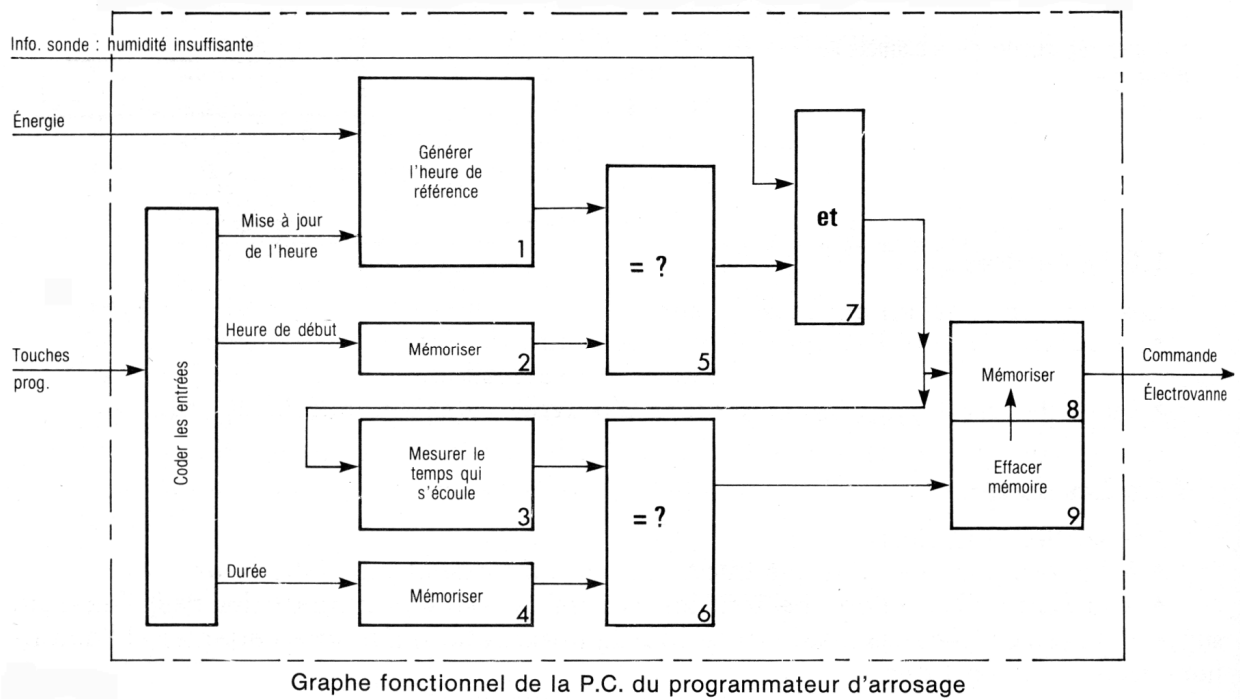 Info. sonde : humidité insuffisante
Énergie
Générer
l'heure de
référence
1
Mise à jour
de l'heure
= ?
5
et
7
Heure de début
Mémoriser
2
Touches
prog.
Coder les entrées
Mémoriser
8
Commande
Électrovanne
Mesurer le
temps qui
s'écoule
3
= ?
6
Effacer
mémoire
9
Durée
Mémoriser
4
Graphe fonctionnel de la P.C. du programmateur d'arrosage